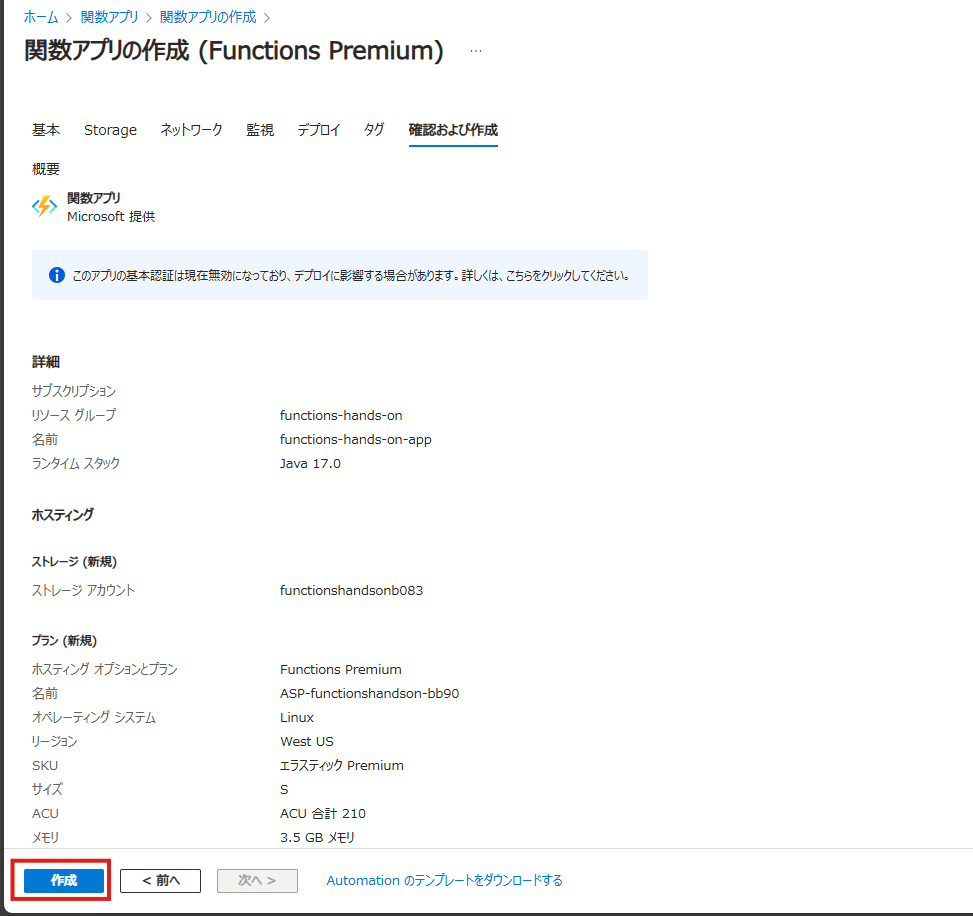 ホーム > 関数アプリ > 関数アプリの作成 >
関数アプリの作成 (Functions Premium) ...
基本 Storage ネットワーク 監視 デプロイ タグ 確認および作成
概要
関数アプリ
Microsoft 提供
このアプリの基本認証は現在無効になっており、デプロイに影響する場合があります。詳しくは、こちらをクリックしてください。
詳細
サブスクリプション
リソース グループ functions-hands-on
名前 functions-hands-on-app
ランタイム スタック Java 17.0
ホスティング
ストレージ (新規)
ストレージ アカウント functionshandsonb083
プラン (新規)
ホスティング オプションとプラン Functions Premium
名前 ASP-functionshandson-bb90
オペレーティング システム Linux
リージョン West US
SKU エラスティック Premium
サイズ S
ACU ACU 合計 210
メモリ 3.5 GB メモリ
作成 < 前へ 次へ > Automation のテンプレートをダウンロードする